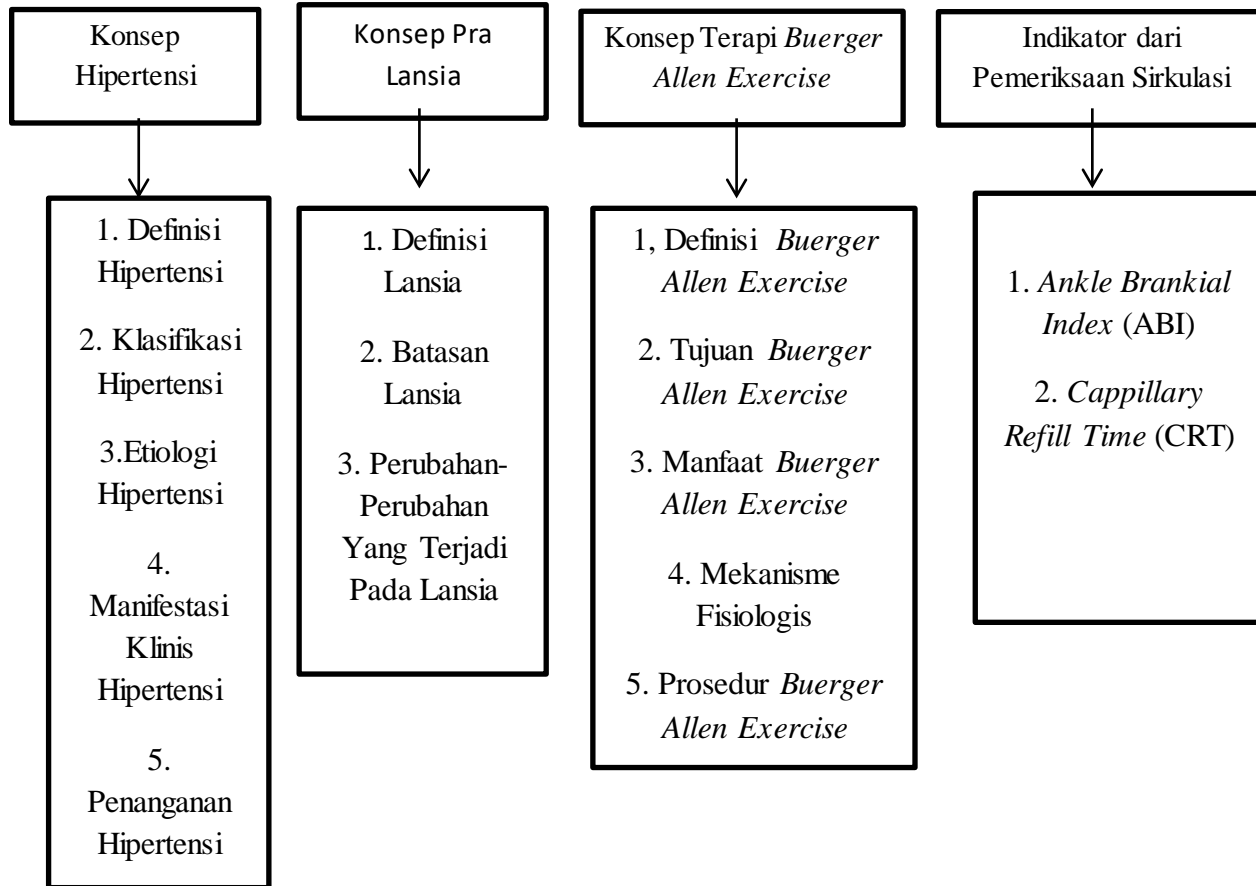 Konsep
Hipertensi
Konsep Pra
Lansia
Konsep Terapi Buerger
Allen Exercise
Indikator dari
Pemeriksaan Sirkulasi
1. Definisi
Hipertensi
2. Klasifikasi
Hipertensi
3.Etiologi
Hipertensi
4.
Manifestasi
Klinis
Hipertensi
5.
Penanganan
Hipertensi
1. Definisi
Lansia
2. Batasan
Lansia
3. Perubahan-
Perubahan
Yang Terjadi
Pada Lansia
1, Definisi Buerger
Allen Exercise
2. Tujuan Buerger
Allen Exercise
3. Manfaat Buerger
Allen Exercise
4. Mekanisme
Fisiologis
5. Prosedur Buerger
Allen Exercise
1. Ankle Brankial
Index (ABI)
2. Cappillary
Refill Time (CRT)